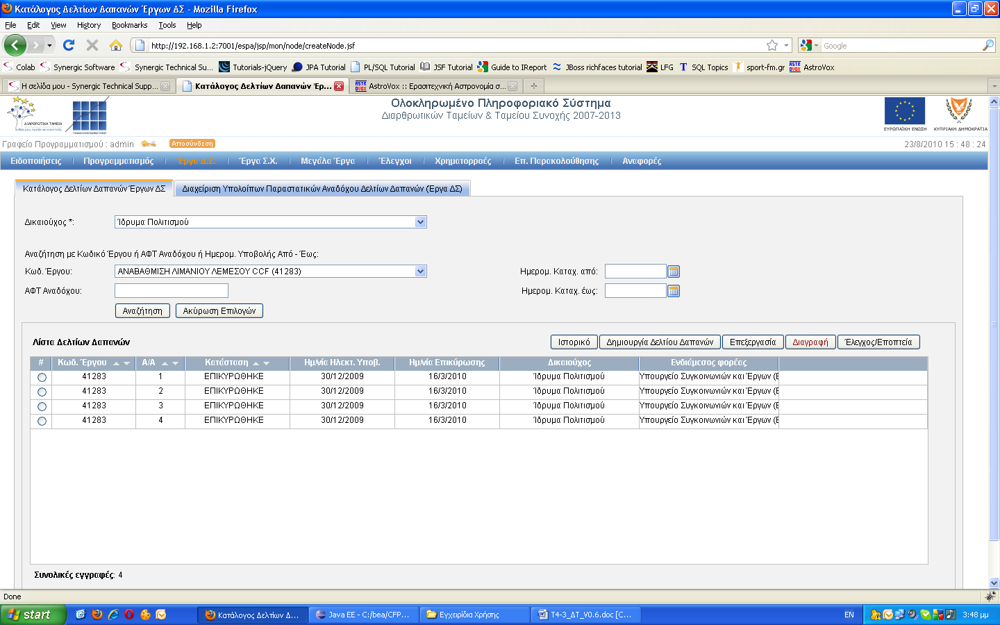 Κατάλογος Δελτίων Δαπανών Έργων ΔΣ - Mozilla Firefox
File Edit View History Bookmarks Tools Help
http://192.168.1.2:7001/espa/jsp/mon/node/createNode.jsf
Google
Colab Synergic Software Synergic Technical Su... Tutorials-jQuery JPA Tutorial PL/SQL Tutorial JSF Tutorial Guide to IReport JBoss richfaces tutorial LFG SQL Topics sport-fm.gr AstroVox
Η σελίδα μου - Synergic Technical Supp... Κατάλογος Δελτίων Δαπανών Έρ... AstroVox :: Ερασιτεχνική Αστρονομία σ...
Ολοκληρωμένο Πληροφοριακό Σύστημα
Διαρθρωτικών Ταμείων & Ταμείου Συνοχής 2007-2013
ΔΙΑΡΘΡΩΤΙΚΑ ΤΑΜΕΙΑ
ΕΥΡΩΠΑΪΚΗ ΕΝΩΣΗ ΚΥΠΡΙΑΚΗ ΔΗΜΟΚΡΑΤΙΑ
Γραφείο Προγραμματισμού : admin Αποσύνδεση 23/8/2010 15 : 48 : 24
Ειδοποιήσεις Προγραμματισμός Έργα Δ.Σ. Έργα Σ.Χ. Μεγάλα Έργα Έλεγχοι Χρηματορροές Επ. Παρακολούθησης Αναφορές
Κατάλογος Δελτίων Δαπανών Έργων ΔΣ Διαχείριση Υπολοίπων Παραστατικών Αναδόχου Δελτίων Δαπανών (Εργα ΔΣ)
Δικαιούχος *: Ίδρυμα Πολιτισμού
Αναζήτηση με Κωδικό Έργου ή ΑΦΤ Αναδόχου ή Ημερομ. Υποβολής Από - Έως:
Κωδ. Έργου: ΑΝΑΒΑΘΜΙΣΗ ΛΙΜΑΝΙΟΥ ΛΕΜΕΣΟΥ CCF (41283) Ημερομ. Καταχ. από:
ΑΦΤ Αναδόχου: Ημερομ. Καταχ. έως:
Αναζήτηση Ακύρωση Επιλογών
Λίστα Δελτίων Δαπανών Ιστορικό Δημιουργία Δελτίου Δαπανών Επεξεργασία Διαγραφή Έλεγχος/Εποπτεία
# Κωδ. Έργου Α/Α Κατάσταση Ημ/νία Ηλεκτ. Υποβ. Ημ/νία Επικύρωσης Δικαιούχος Ενδιάμεσος φορέας
41283 1 ΕΠΙΚΥΡΩΘΗΚΕ 30/12/2009 16/3/2010 Ίδρυμα Πολιτισμού Υπουργείο Συγκοινωνιών και Έργων (Ε
41283 2 ΕΠΙΚΥΡΩΘΗΚΕ 30/12/2009 16/3/2010 Ίδρυμα Πολιτισμού Υπουργείο Συγκοινωνιών και Έργων (Ε
41283 3 ΕΠΙΚΥΡΩΘΗΚΕ 30/12/2009 16/3/2010 Ίδρυμα Πολιτισμού Υπουργείο Συγκοινωνιών και Έργων (Ε
41283 4 ΕΠΙΚΥΡΩΘΗΚΕ 30/12/2009 16/3/2010 Ίδρυμα Πολιτισμού Υπουργείο Συγκοινωνιών και Έργων (Ε
Συνολικές εγγραφές: 4
Done
start Κατάλογος Δελτίων Δ... Java EE - C:/bea/CFP... Εγχειρίδια Χρήσης T4-3_ΔΤ_V0.6.doc [C... EN 3:48 μμ